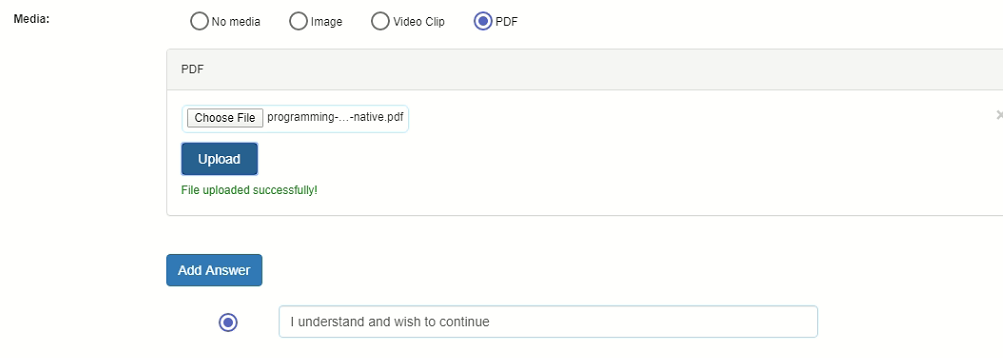 Media: No media Image Video Clip PDF
PDF
Choose File programming-...-native.pdf
×
Upload
File uploaded successfully!
Add Answer
I understand and wish to continue